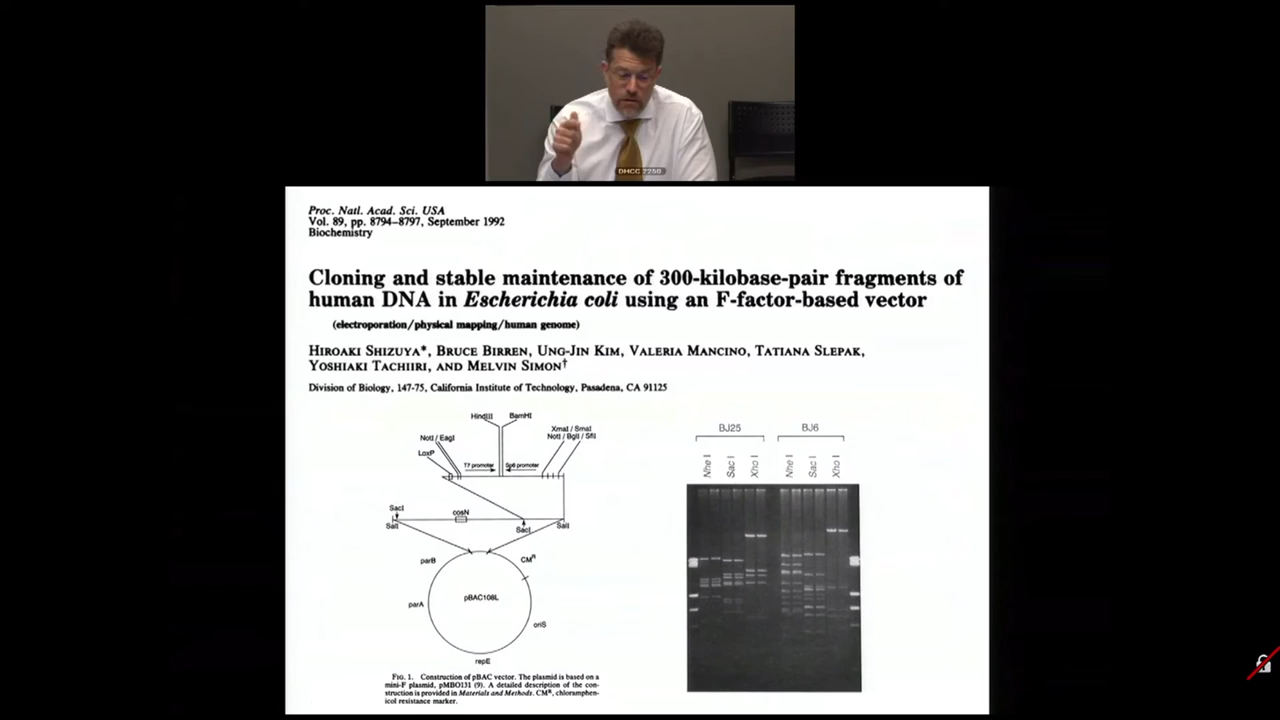 DHCC 2250
Proc. Natl. Acad. Sci. USA
Vol. 89, pp. 8794–8797, September 1992
Biochemistry
Cloning and stable maintenance of 300-kilobase-pair fragments of
human DNA in Escherichia coli using an F-factor-based vector
(electroporation/physical mapping/human genome)
HIROAKI SHIZUYA*, BRUCE BIRREN, UNG-JIN KIM, VALERIA MANCINO, TATIANA SLEPAK,
YOSHIAKI TACHIIRI, AND MELVIN SIMON†
Division of Biology, 147-75, California Institute of Technology, Pasadena, CA 91125
HindIII BamHI
XmaI / SmaI
NotI / EagI NotI / BglI / SfiI
LoxP T7 promoter Sp6 promoter
SacI cosN
SalI SacI SalI
parB CMR
parA pBAC108L
oriS
repE
FIG. 1. Construction of pBAC vector. The plasmid is based on a
mini-F plasmid, pMBO131 (9). A detailed description of the con-
struction is provided in Materials and Methods. CMR, chloramphen-
icol resistance marker.
BJ25 BJ6
Nhe I Sac I Xho I Nhe I Sac I Xho I